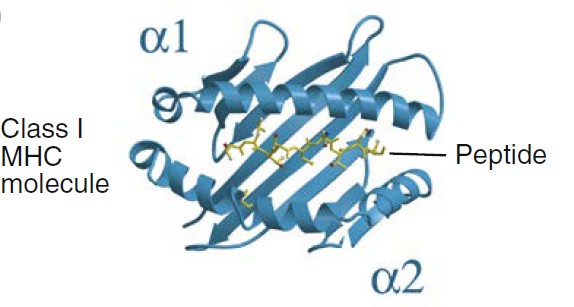 α1
Class I
MHC
molecule
Peptide
α2